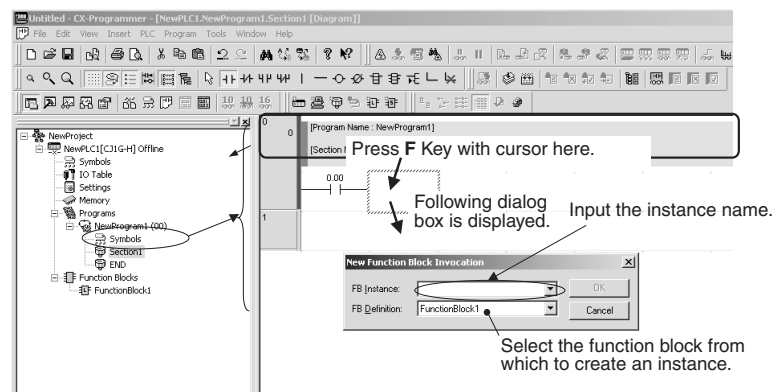 Untitled - CX-Programmer - [NewPLC1.NewProgram1.Section1 [Diagram]]
File Edit View Insert PLC Program Tools Window Help
10 10 16
NewProject
NewPLC1[CJ1G-H] Offline
Symbols
IO Table
Settings
Memory
Programs
NewProgram1 (00)
Symbols
Section1
END
Function Blocks
FunctionBlock1
0
0
[Program Name : NewProgram1]
[Section
Press F Key with cursor here.
0.00
Following dialog
box is displayed.
1
Input the instance name.
New Function Block Invocation
FB Instance:
OK
FB Definition:
FunctionBlock1
Cancel
Select the function block from
which to create an instance.